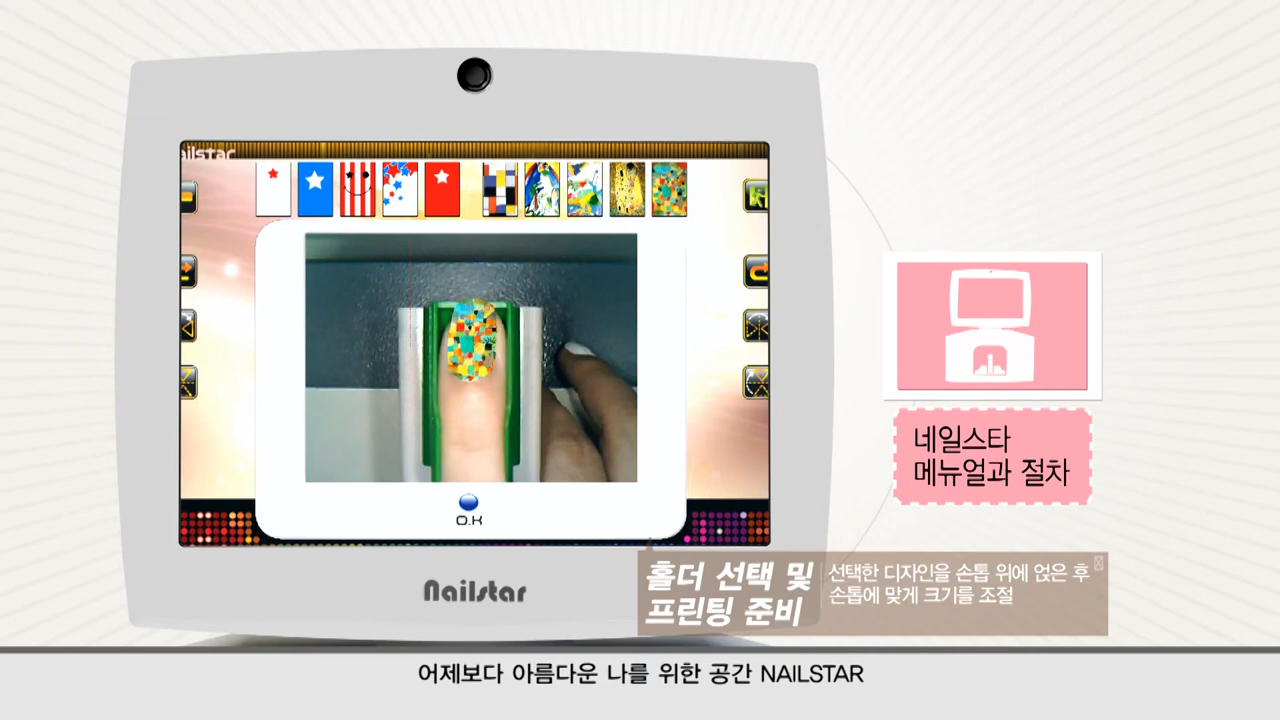 ailstar
O.K
Nailstar
네일스타
메뉴얼과 절차
홀더 선택 및
프린팅 준비
선택한 디자인을 손톱 위에 얹은 후
손톱에 맞게 크기를 조절
어제보다 아름다운 나를 위한 공간 NAILSTAR